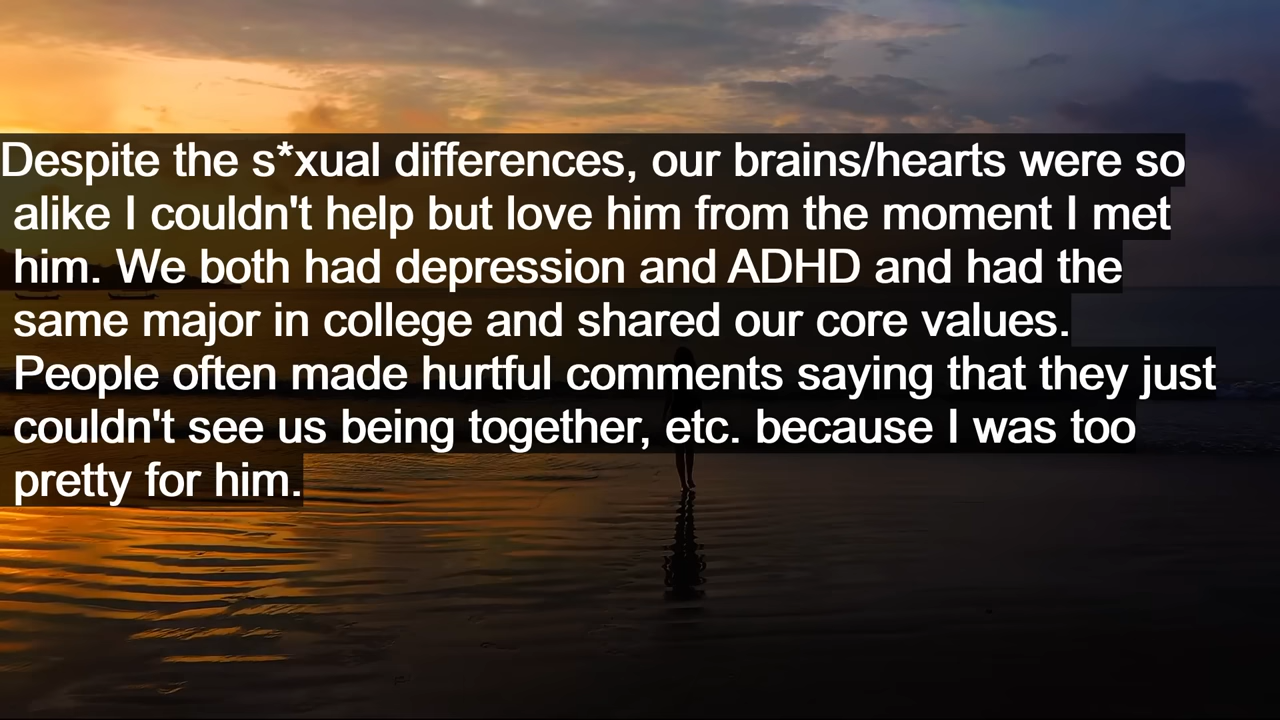 Despite the s*xual differences, our brains/hearts were so
alike I couldn't help but love him from the moment I met
him. We both had depression and ADHD and had the
same major in college and shared our core values.
People often made hurtful comments saying that they just
couldn't see us being together, etc. because I was too
pretty for him.